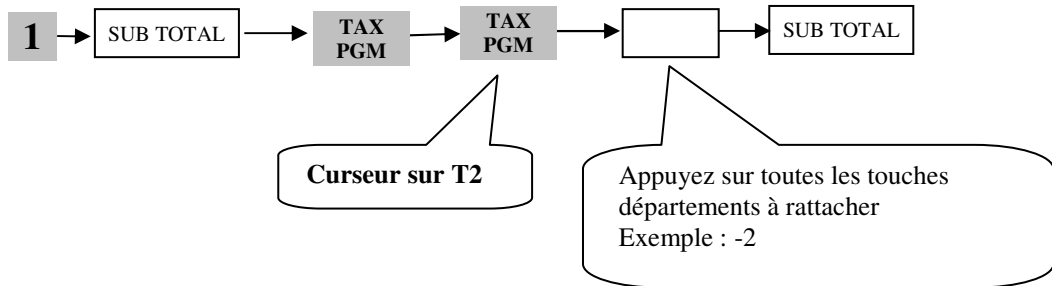 1 SUB TOTAL TAX PGM TAX PGM SUB TOTAL
Curseur sur T2
Appuyez sur toutes les touches
départements à rattacher
Exemple : -2